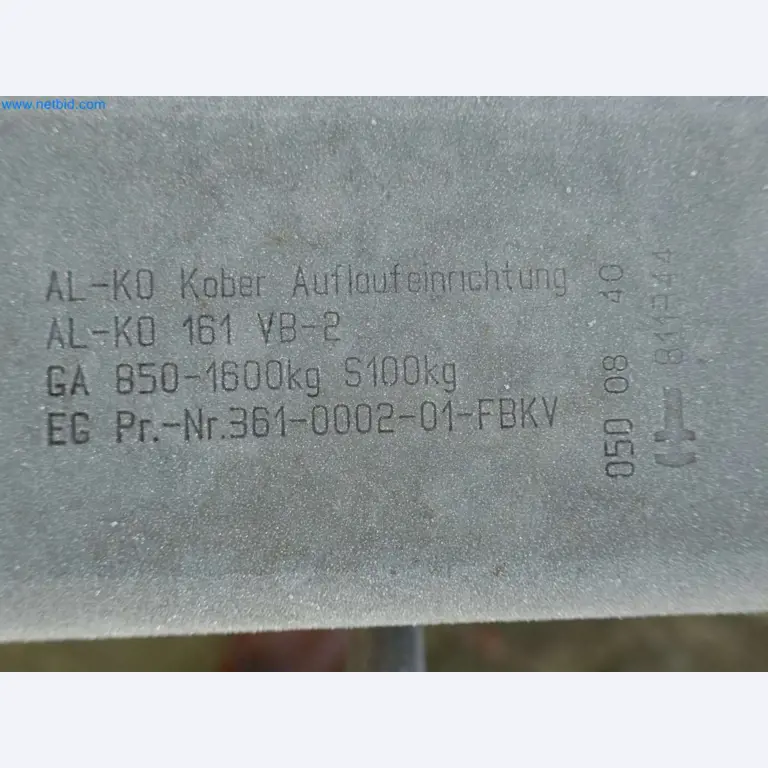 www.netbid.com
AL-KO Kober Auflaufeinrichtung
AL-KO 161 VB-2
GA 850-1600kg S100kg
EG Pr.-Nr.361-0002-01-FBKV
050 08 40